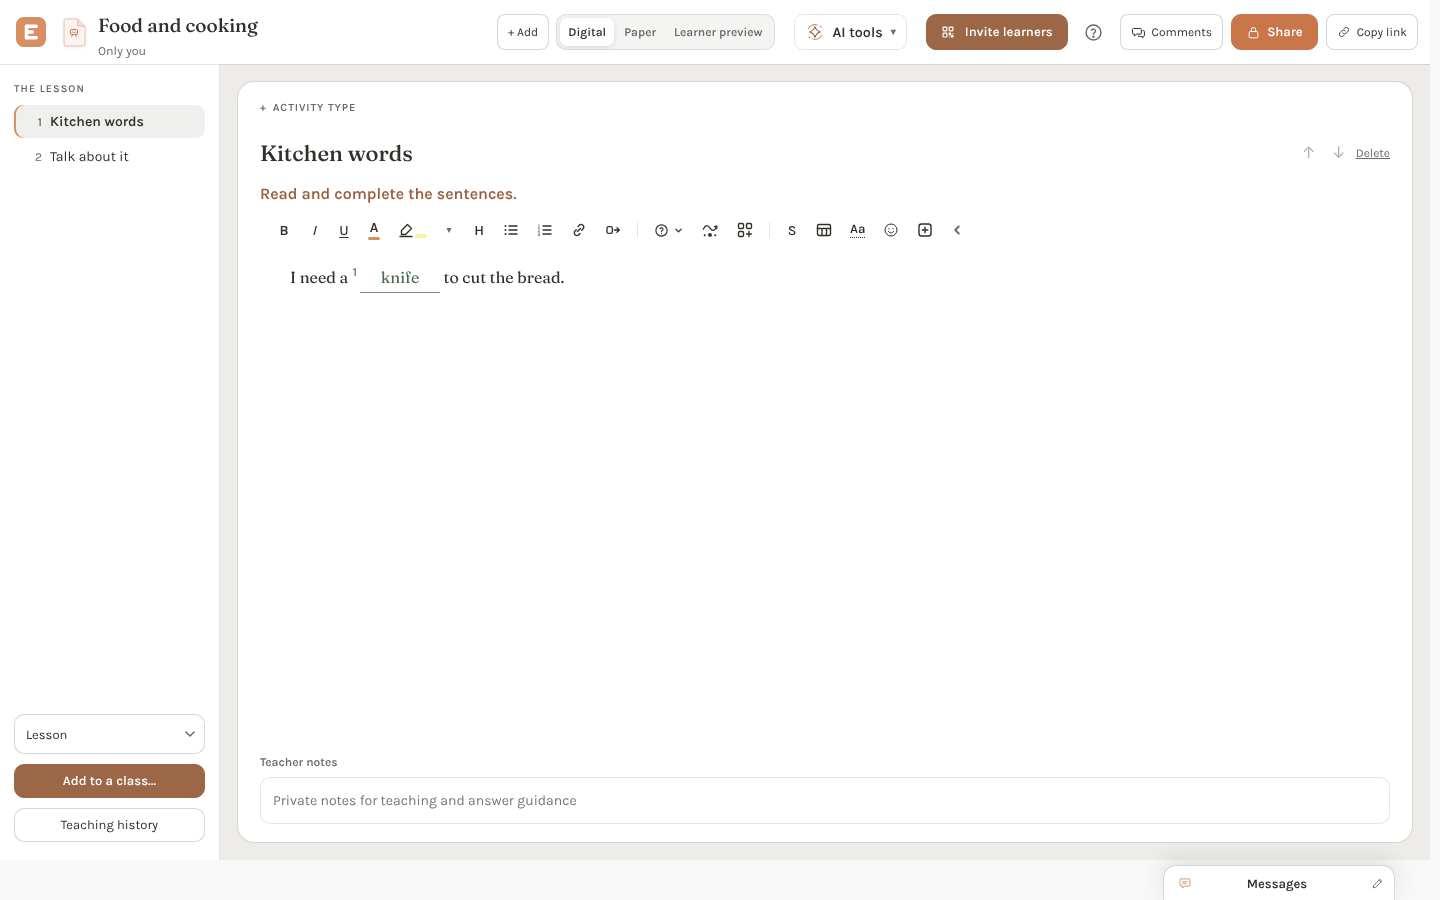 E
Food and cooking
Only you
+ Add
Digital
Paper
Learner preview
AI tools
Invite learners
Comments
Share
Copy link
THE LESSON
1 Kitchen words
2 Talk about it
+ ACTIVITY TYPE
Kitchen words
Delete
Read and complete the sentences.
B I U A H S Aa
I need a 1 knife to cut the bread.
Lesson
Add to a class...
Teaching history
Teacher notes
Private notes for teaching and answer guidance
Messages